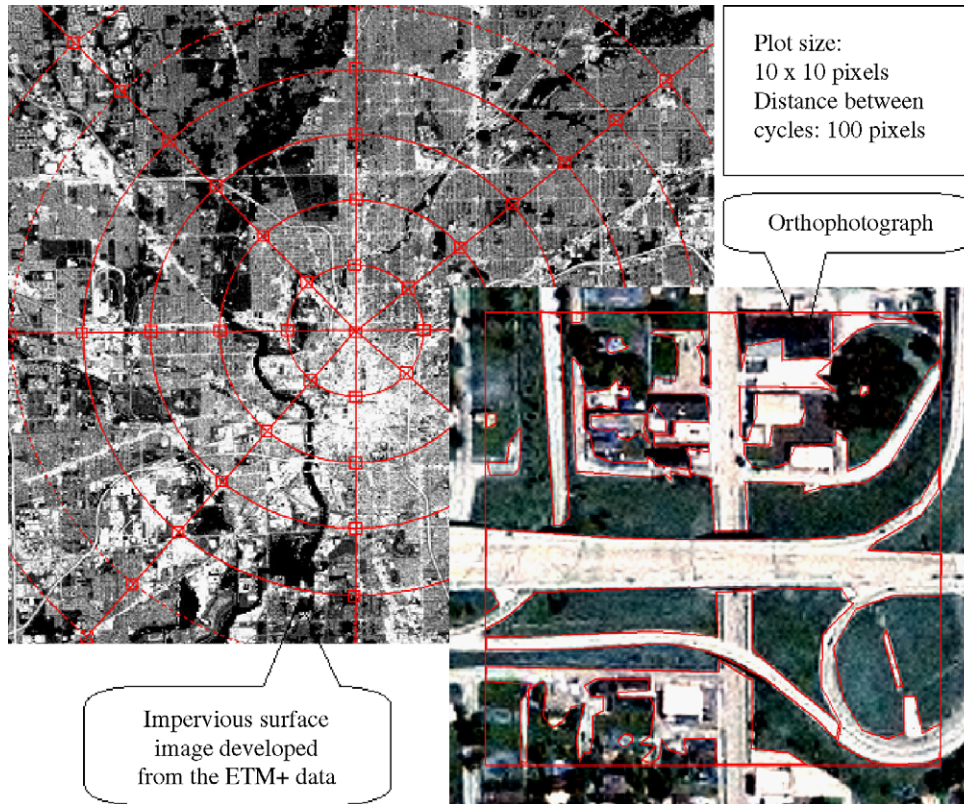 Plot size:
10 x 10 pixels
Distance between
cycles: 100 pixels
Orthophotograph
Impervious surface
image developed
from the ETM+ data